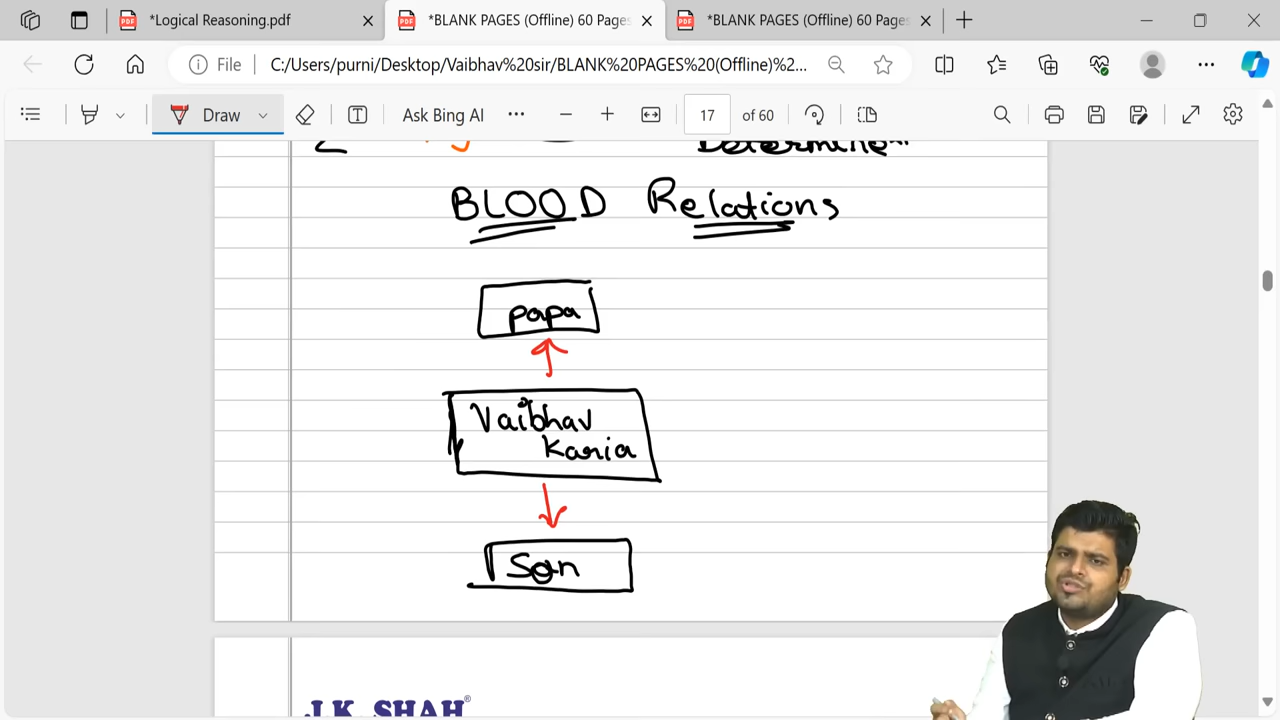 *Logical Reasoning.pdf
*BLANK PAGES (Offline) 60 Pages
*BLANK PAGES (Offline) 60 Pages
File
C:/Users/purni/Desktop/Vaibhav%20sir/BLANK%20PAGES%20(Offline)%2...
Draw
Ask Bing AI
17 of 60
BLOOD Relations
papa
Vaibhav
Karia
Son
J.K. SHAH®